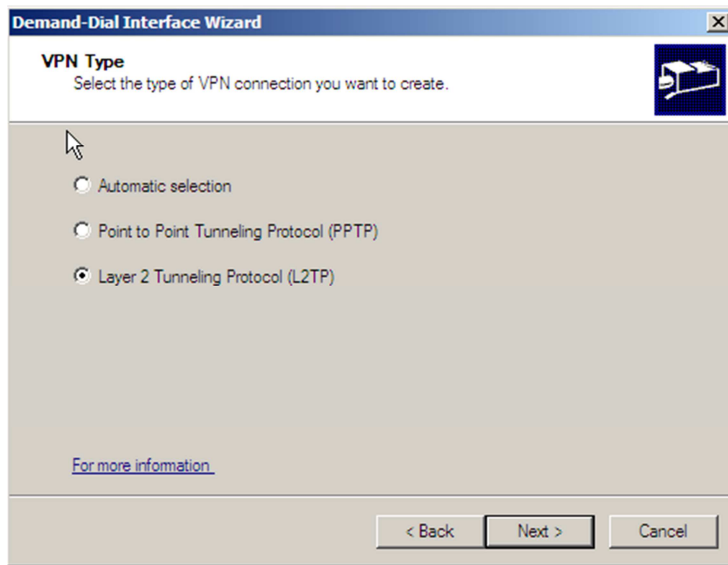 Demand-Dial Interface Wizard
VPN Type
Select the type of VPN connection you want to create.
Automatic selection
Point to Point Tunneling Protocol (PPTP)
Layer 2 Tunneling Protocol (L2TP)
For more information
< Back
Next >
Cancel